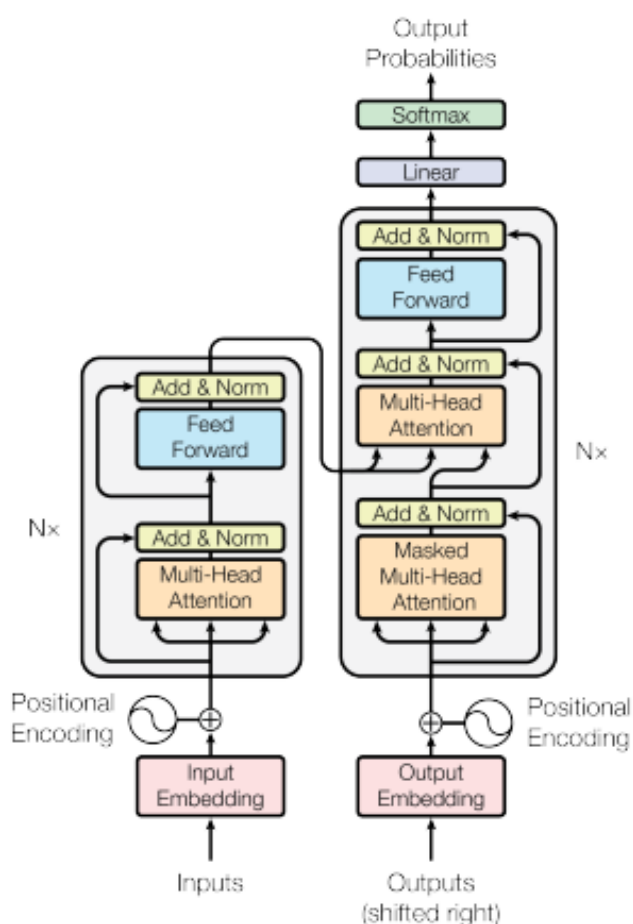 Output
Probabilities
Softmax
Linear
Add & Norm
Feed
Forward
Add & Norm
Multi-Head
Attention
Nx
Add & Norm
Masked
Multi-Head
Attention
Add & Norm
Feed
Forward
Nx
Add & Norm
Multi-Head
Attention
Positional
Encoding
Positional
Encoding
Input
Embedding
Output
Embedding
Inputs
Outputs
(shifted right)